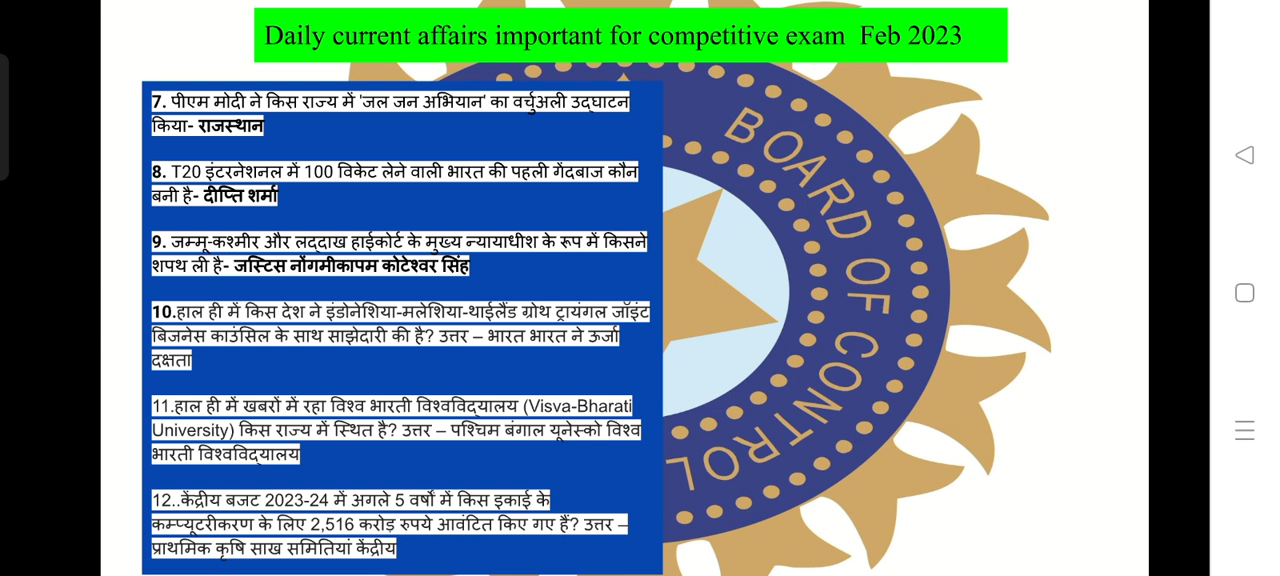 Daily current affairs important for competitive exam Feb 2023
7. पीएम मोदी ने किस राज्य में 'जल जन अभियान' का वर्चुअली उद्घाटन
किया- राजस्थान
8. T20 इंटरनेशनल में 100 विकेट लेने वाली भारत की पहली गेंदबाज कौन
बनी है- दीप्ति शर्मा
9. जम्मू-कश्मीर और लद्दाख हाईकोर्ट के मुख्य न्यायाधीश के रूप में किसने
शपथ ली है- जस्टिस नोंगमीकापम कोटेश्वर सिंह
10.हाल ही में किस देश ने इंडोनेशिया-मलेशिया-थाईलैंड ग्रोथ ट्रायंगल जॉइंट
बिजनेस काउंसिल के साथ साझेदारी की है? उत्तर – भारत भारत ने ऊर्जा
दक्षता
11.हाल ही में खबरों में रहा विश्व भारती विश्वविद्यालय (Visva-Bharati
University) किस राज्य में स्थित है? उत्तर – पश्चिम बंगाल यूनेस्को विश्व
भारती विश्वविद्यालय
12..केंद्रीय बजट 2023-24 में अगले 5 वर्षों में किस इकाई के
कम्प्यूटरीकरण के लिए 2,516 करोड़ रुपये आवंटित किए गए हैं? उत्तर –
प्राथमिक कृषि साख समितियां केंद्रीय
BOARD OF CONTROL